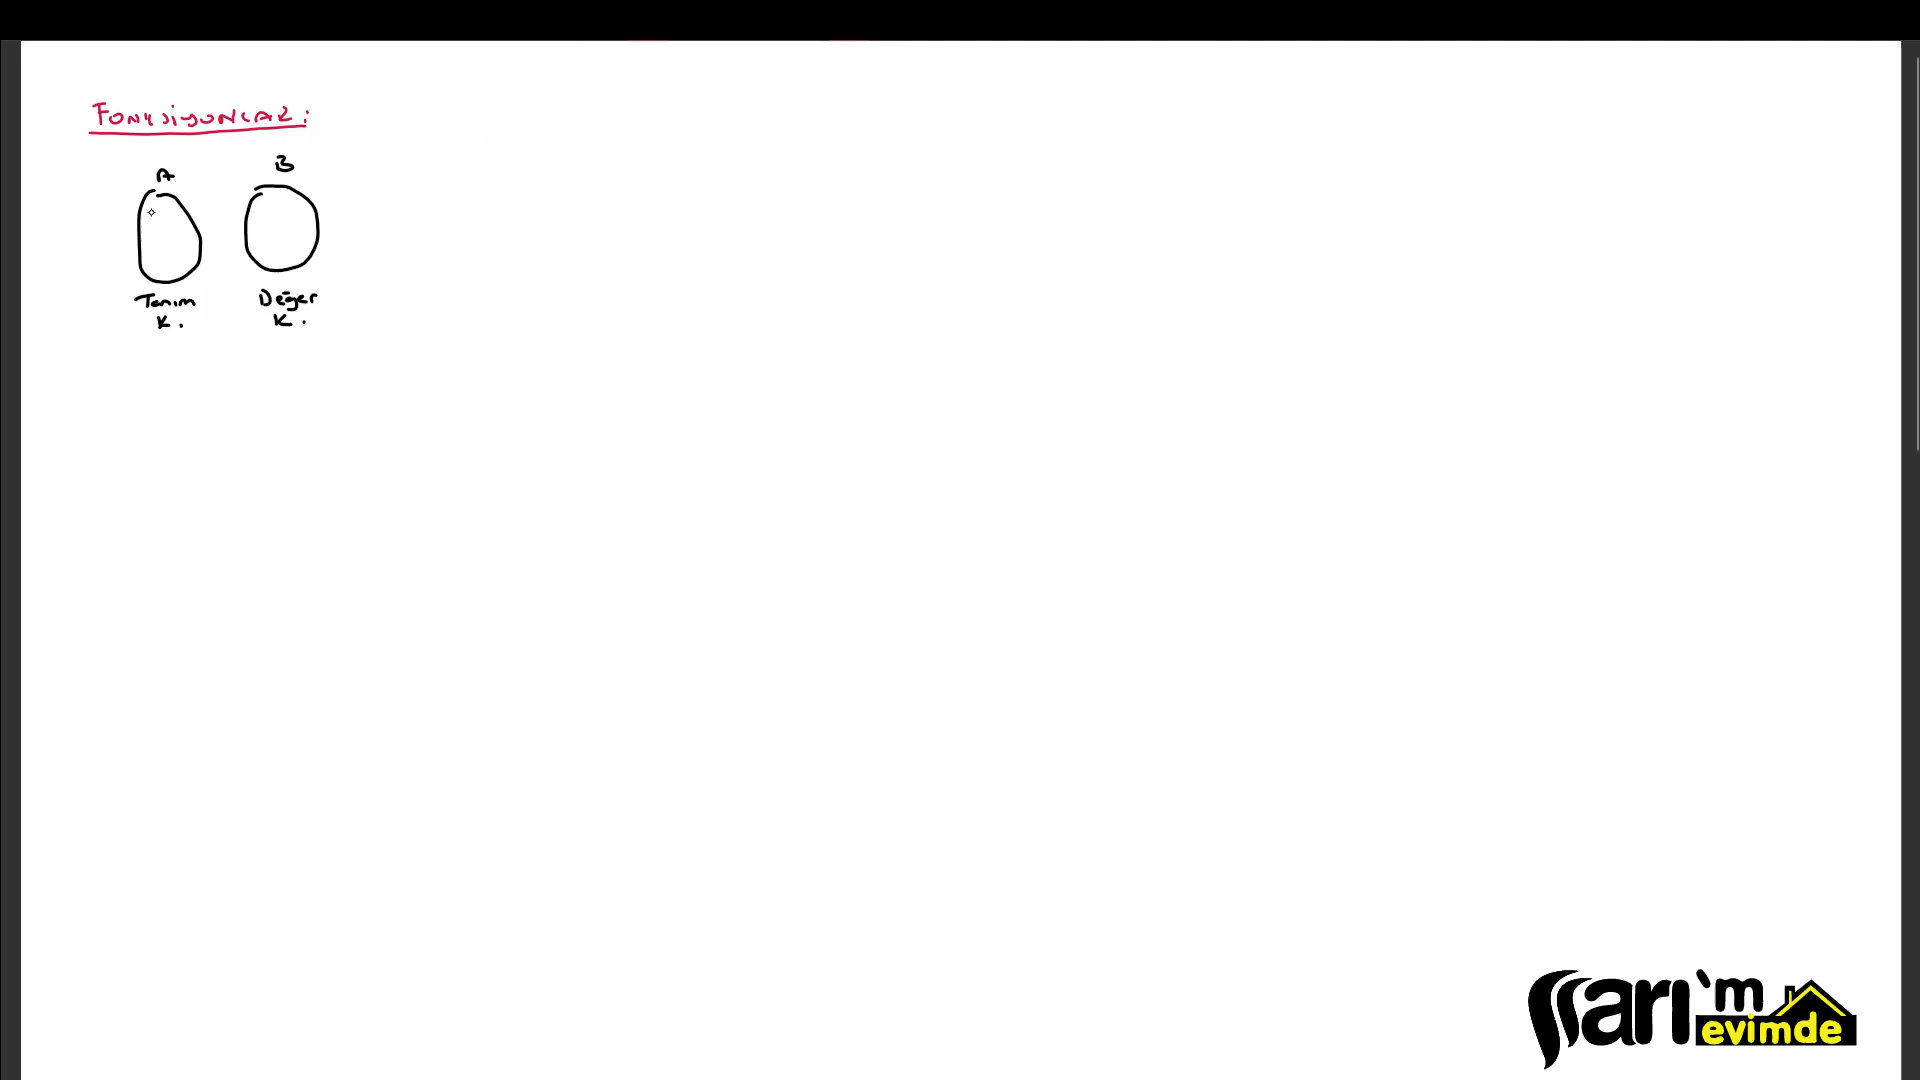 Fonksiyonlar:
A
B
Tanım
K.
Değer
K.
sarı'm
evimde